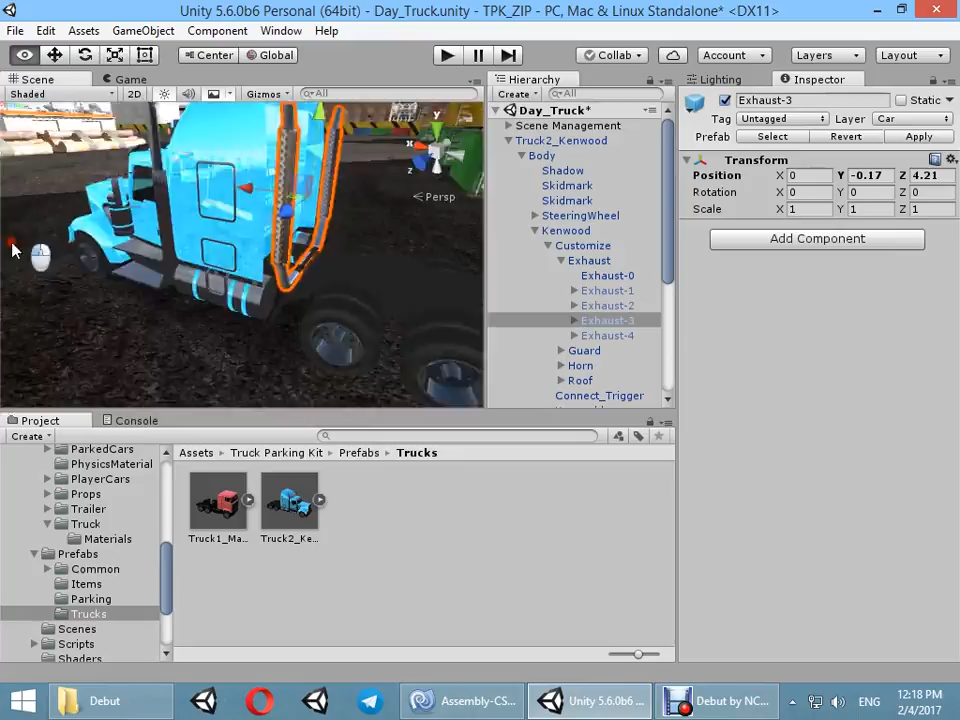 Unity 5.6.0b6 Personal (64bit) - Day_Truck.unity - TPK_ZIP - PC, Mac & Linux Standalone* <DX11>
File Edit Assets GameObject Component Window Help
Center Global Collab Account Layers Layout
Scene Game Hierarchy Lighting Inspector
Shaded 2D Gizmos All Create All Exhaust-3 Static
Day_Truck*
Tag Untagged Layer Car
Scene Management
Prefab Select Revert Apply
Truck2_Kenwood
Body
Transform
Shadow
Position X 0 Y -0.17 Z 4.21
Skidmark
Rotation X 0 Y 0 Z 0
Skidmark
Scale X 1 Y 1 Z 1
SteeringWheel
Kenwood
Add Component
Customize
Exhaust
Exhaust-0
Exhaust-1
Exhaust-2
Exhaust-3
Exhaust-4
Guard
Horn
Roof
Connect_Trigger
y
x
z
Persp
Project Console
Create
ParkedCars
Assets Truck Parking Kit Prefabs Trucks
PhysicsMaterial
PlayerCars
Props
Trailer
Truck
Materials
Truck1_Ma... Truck2_Ke...
Prefabs
Common
Items
Parking
Trucks
Scenes
Scripts
Shaders
Debut Assembly-CS... Unity 5.6.0b6 ... Debut by NC... ENG 12:18 PM
2/4/2017